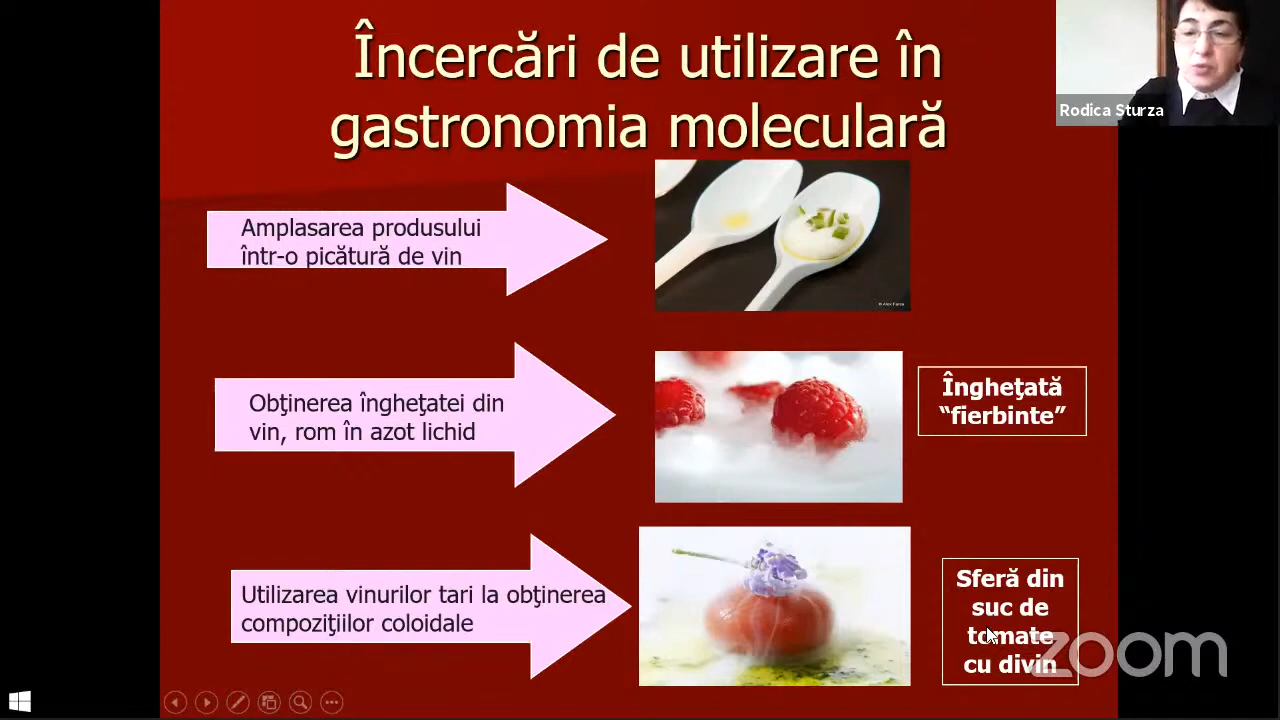 Încercări de utilizare în
gastronomia moleculară
Rodica Sturza
Amplasarea produsului
într-o picătură de vin
Obţinerea îngheţatei din
vin, rom în azot lichid
Îngheţată
“fierbinte”
Utilizarea vinurilor tari la obţinerea
compoziţiilor coloidale
Sferă din
suc de
tomate
cu divin
zoom